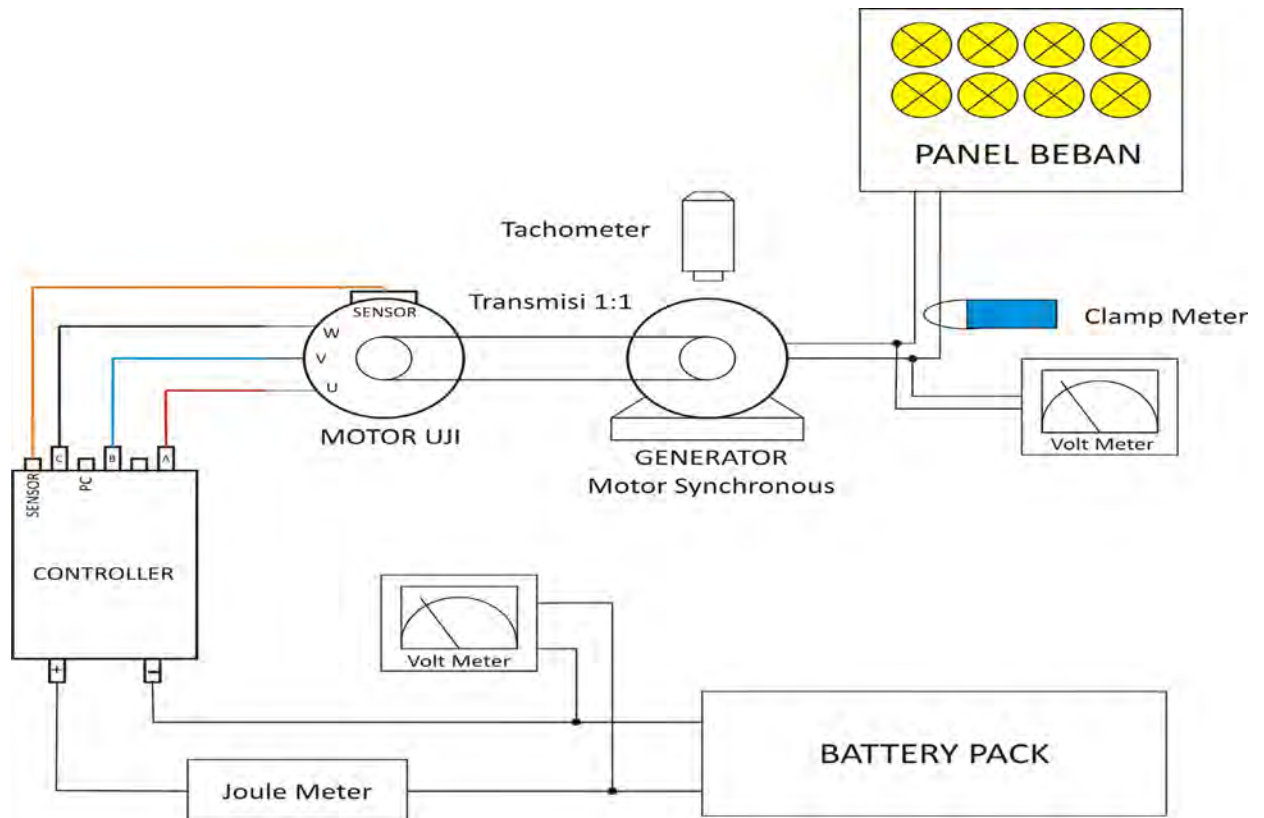 PANEL BEBAN
Tachometer
SENSOR
Transmisi 1:1
W
V
U
Clamp Meter
Volt Meter
MOTOR UJI
GENERATOR
Motor Synchronous
SENSOR
C
PC
B
A
CONTROLLER
+
-
Volt Meter
BATTERY PACK
Joule Meter